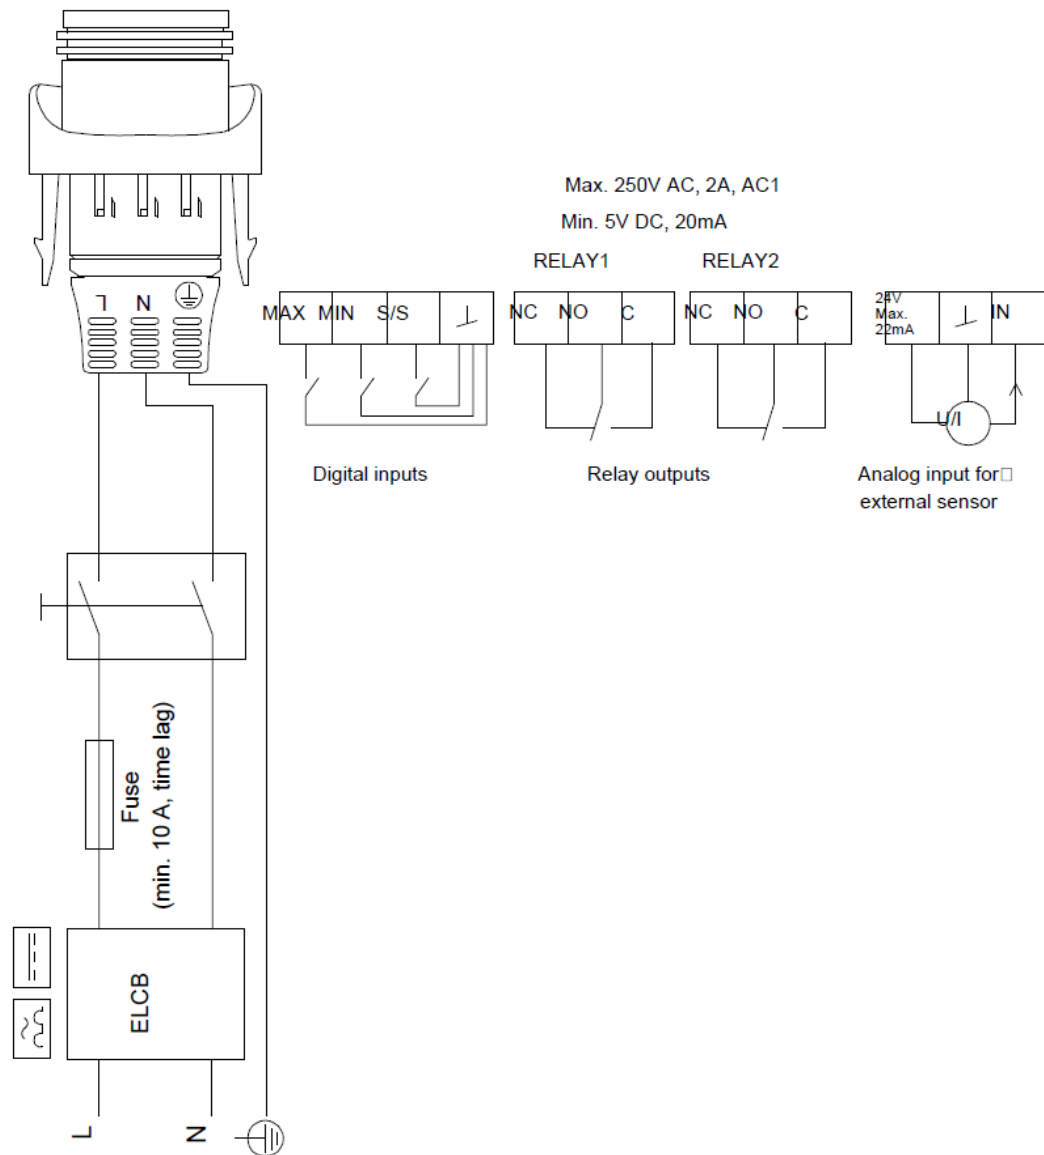 Max. 250V AC, 2A, AC1
Min. 5V DC, 20mA
RELAY1
RELAY2
L
N
MAX MIN S/S
NC NO C
NC NO C
24V
Max.
22mA
IN
U/I
Digital inputs
Relay outputs
Analog input for□
external sensor
Fuse
(min. 10 A, time lag)
ELCB
L
N